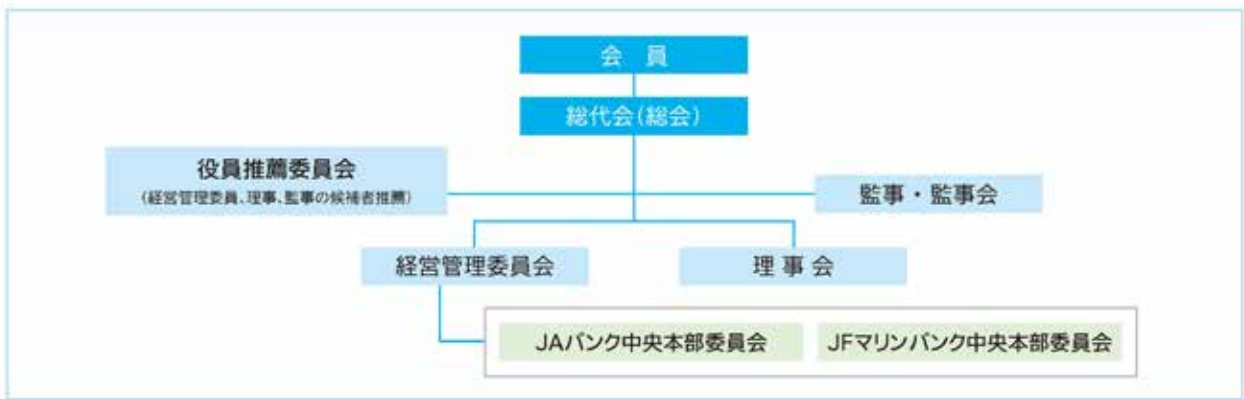 会　員
総代会(総会)
役員推薦委員会
(経営管理委員、理事、監事の候補者推薦)
監事・監事会
経営管理委員会
理 事 会
JAバンク中央本部委員会
JFマリンバンク中央本部委員会